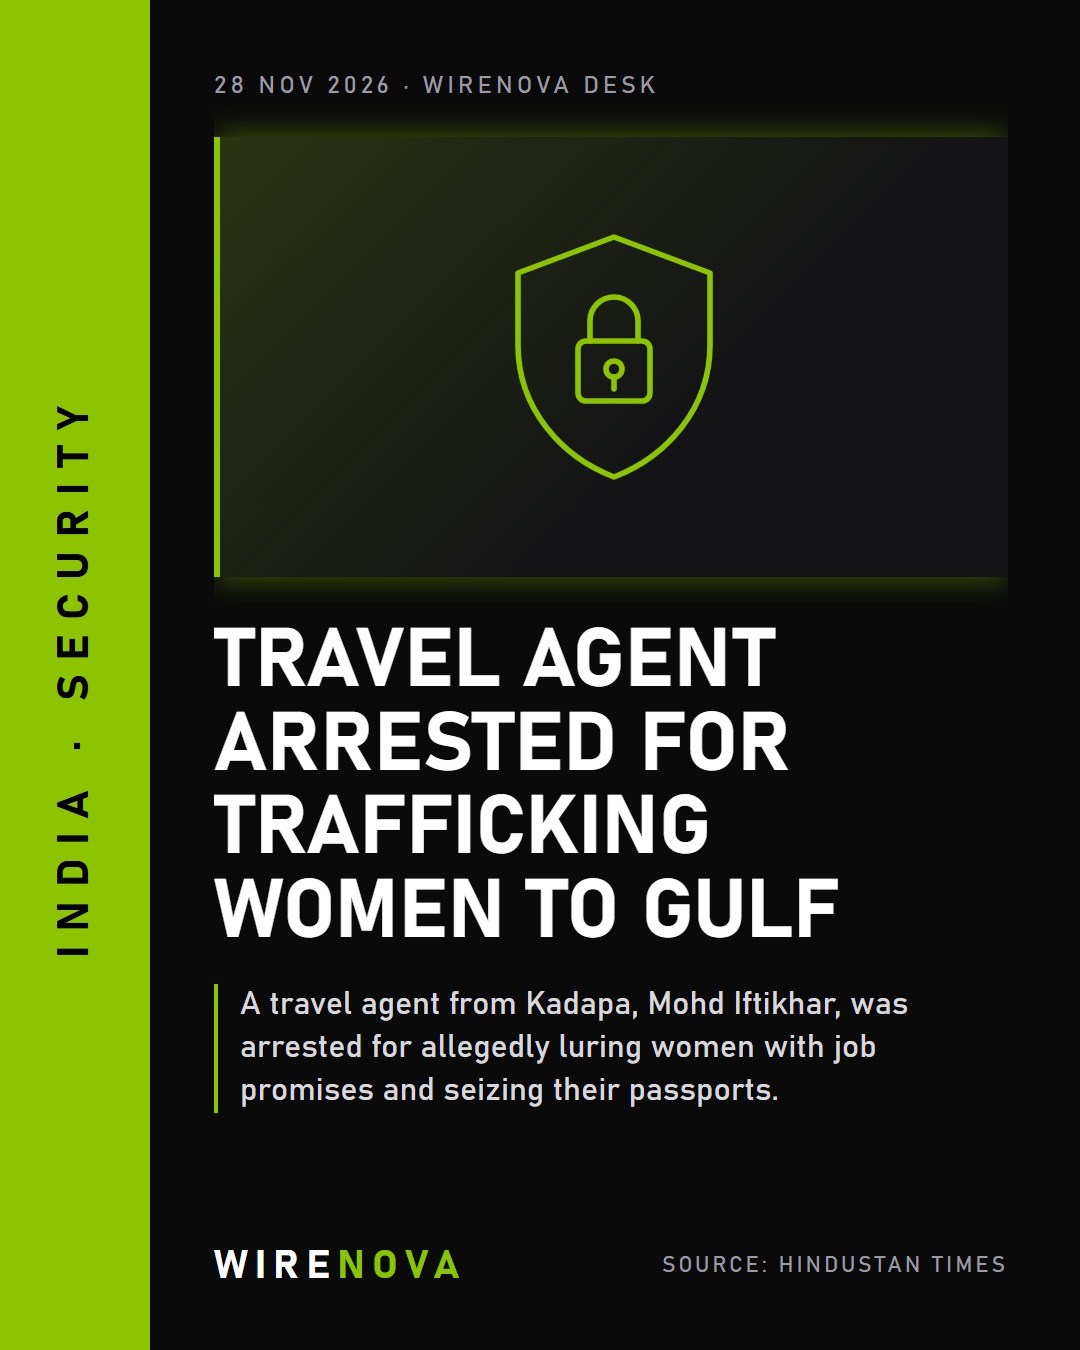 INDIA · SECURITY
28 NOV 2026 · WIRENOVA DESK
TRAVEL AGENT
ARRESTED FOR
TRAFFICKING
WOMEN TO GULF
A travel agent from Kadapa, Mohd Iftikhar, was
arrested for allegedly luring women with job
promises and seizing their passports.
WIRENOVA
SOURCE: HINDUSTAN TIMES